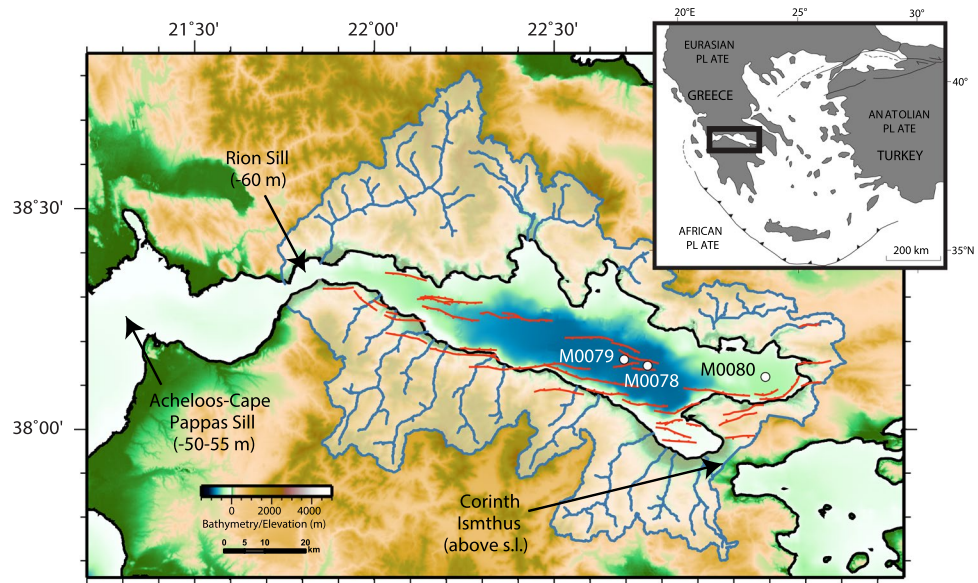 21˚30'
22˚00'
22˚30'
20˚E
25˚
30˚
EURASIAN
PL ATE
40˚
GREECE
ANATOLIAN
PL ATE
TURKEY
Rion Sill
(-60 m)
38˚30'
AFRICAN
PL ATE
200 km
35˚N
M0079
M0078
M0080
Acheloos-Cape
Pappas Sill
(-50-55 m)
38˚00'
Corinth
Ismthus
(above s.l.)
0 2000 4000
Bathymetry/Elevation (m)
0 5 10 20
km